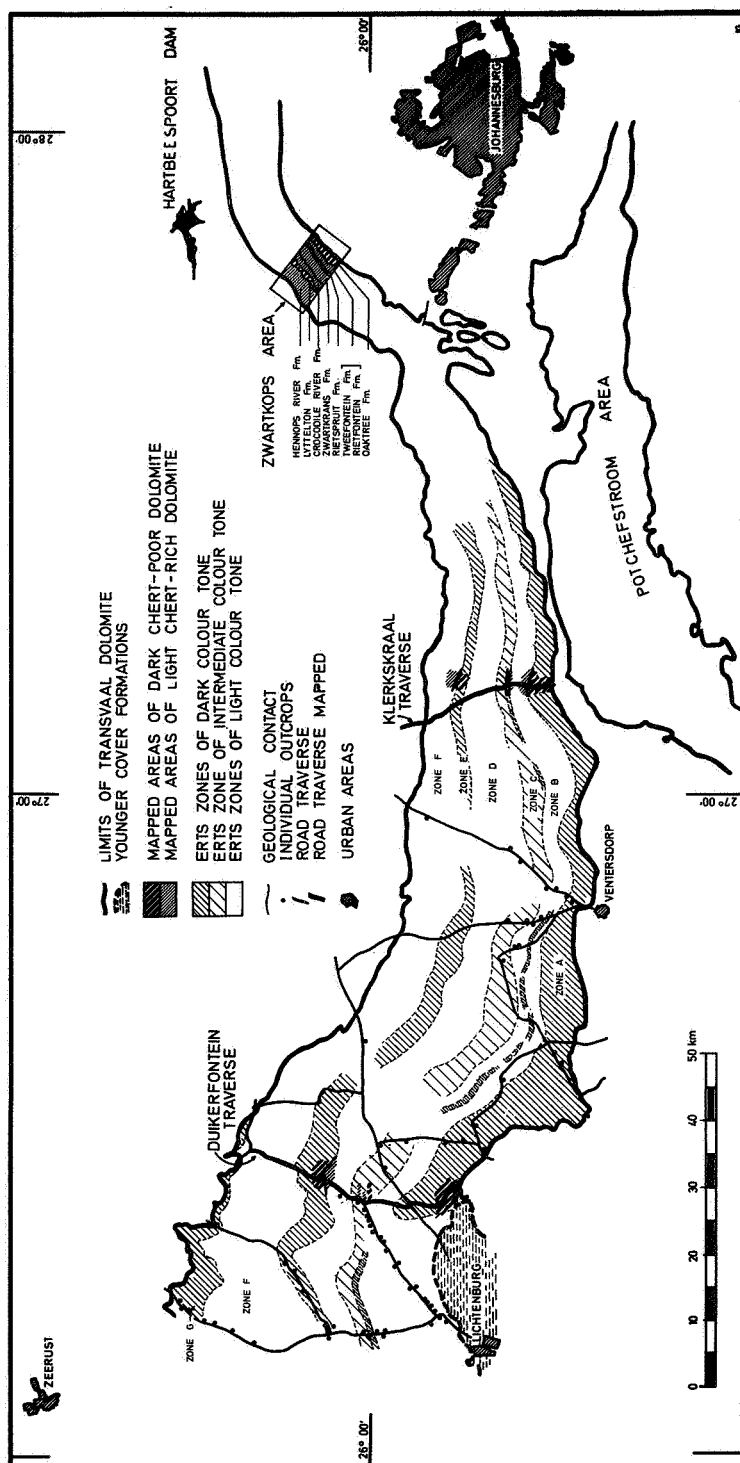 ZEERUST
ZONE G
ZONE F
DUIKERFONTEIN
TRAVERSE
LIMITS OF TRANSVAAL DOLOMITE
YOUNGER COVER FORMATIONS
MAPPED AREAS OF DARK CHERT-POOR DOLOMITE
MAPPED AREAS OF LIGHT CHERT-RICH DOLOMITE
ERTS ZONES OF DARK COLOUR TONE
ERTS ZONE OF INTERMEDIATE COLOUR TONE
ERTS ZONES OF LIGHT COLOUR TONE
GEOLOGICAL CONTACT
INDIVIDUAL OUTCROPS
ROAD TRAVERSE
ROAD TRAVERSE MAPPED
URBAN AREAS
HARTBEESPOORT DAM
28°00'
ZWARTKOPS AREA
HENNOPS RIVER Fm.
LYTTELTON Fm.
CROCODILE RIVER Fm.
ZWARTKRANS Fm.
RIETSPRUIT Fm.
TWEEFONTEIN Fm.
RIETFONTEIN Fm.
OAKTREE Fm.
26°00'
26°00'
KLERKSKRAAL
TRAVERSE
ZONE F
ZONE E
ZONE D
ZONE C
ZONE B
ZONE A
LICHTENBURG
VENTERSDORP
JOHANNESBURG
POTCHEFSTROOM
AREA
27°00'
27°00'
0 10 20 30 40 50 km